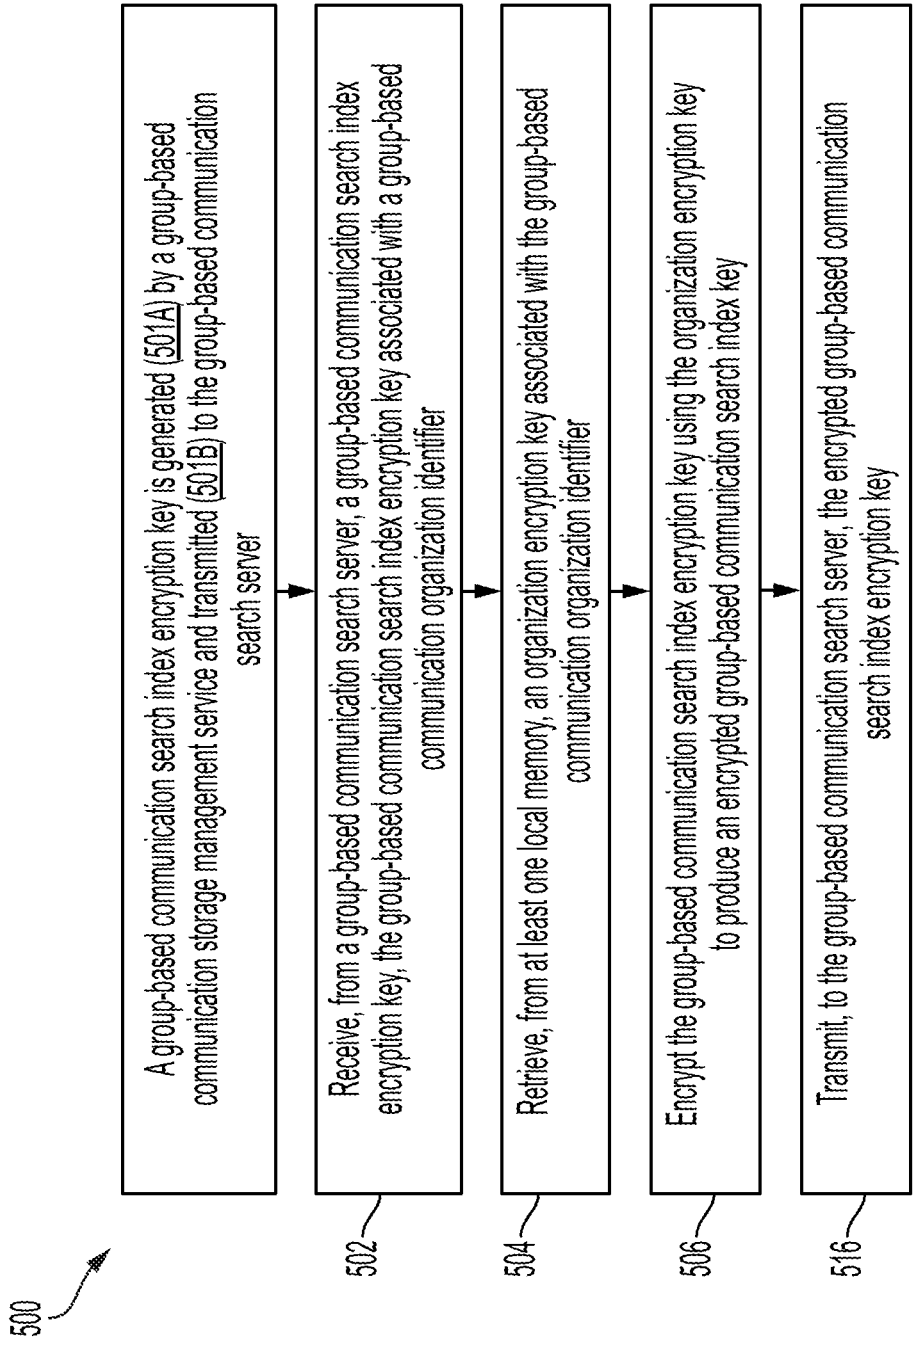 500
A group-based communication search index encryption key is generated (501A) by a group-based
communication storage management service and transmitted (501B) to the group-based communication
search server
502
Receive, from a group-based communication search server, a group-based communication search index
encryption key, the group-based communication search index encryption key associated with a group-based
communication organization identifier
504
Retrieve, from at least one local memory, an organization encryption key associated with the group-based
communication organization identifier
506
Encrypt the group-based communication search index encryption key using the organization encryption key
to produce an encrypted group-based communication search index key
516
Transmit, to the group-based communication search server, the encrypted group-based communication
search index encryption key